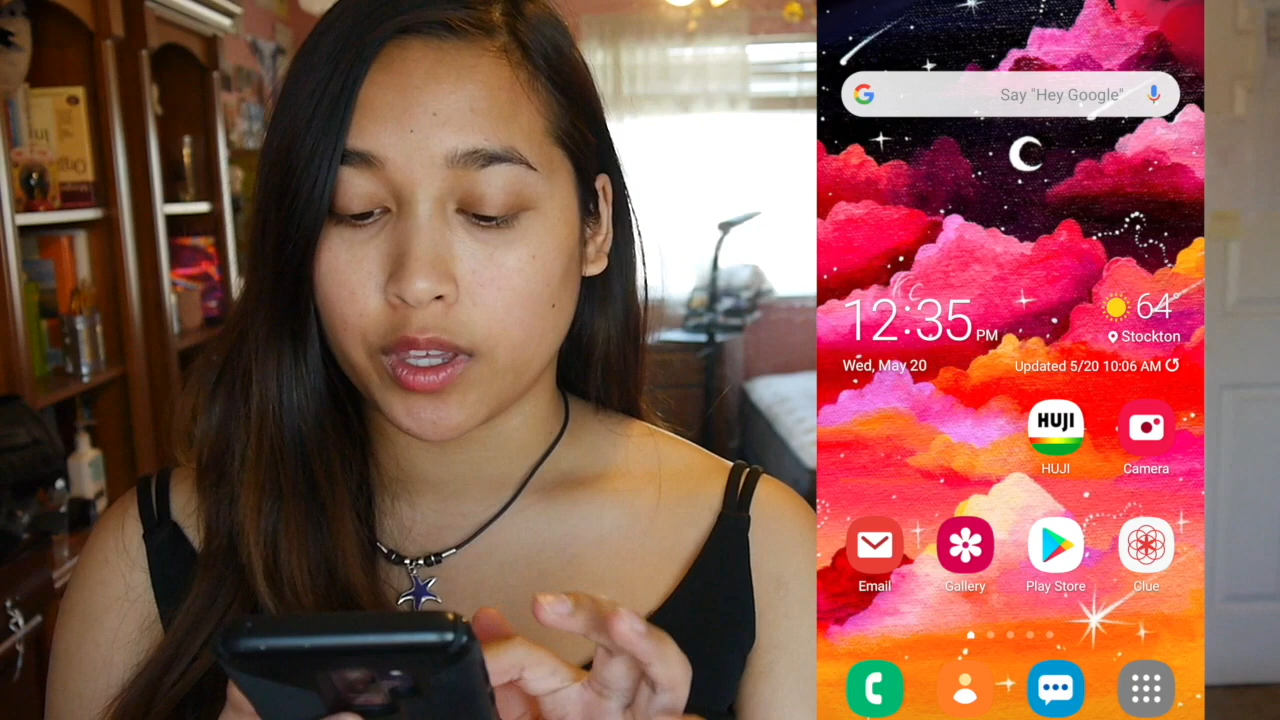 Say "Hey Google"
12:35 PM
64°
Stockton
Wed, May 20
Updated 5/20 10:06 AM
HUJI
HUJI
Camera
Email
Gallery
Play Store
Clue